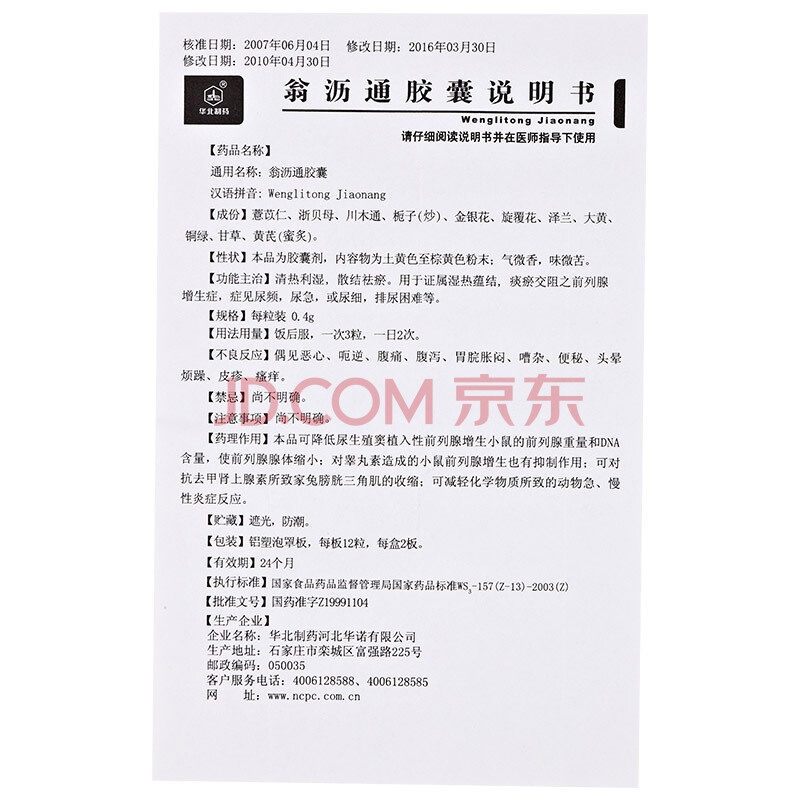 核准日期：2007年06月04日 修改日期：2016年03月30日
修改日期：2010年04月30日
华北制药
翁沥通胶囊说明书
Wenglitong Jiaonang
请仔细阅读说明书并在医师指导下使用
【药品名称】
通用名称：翁沥通胶囊
汉语拼音：Wenglitong Jiaonang
【成份】薏苡仁、浙贝母、川木通、栀子(炒)、金银花、旋覆花、泽兰、大黄、
铜绿、甘草、黄芪(蜜炙)。
【性状】本品为胶囊剂，内容物为土黄色至棕黄色粉末；气微香，味微苦。
【功能主治】清热利湿，散结祛瘀。用于证属湿热蕴结，痰瘀交阻之前列腺
增生症，症见尿频，尿急，或尿细，排尿困难等。
【规格】每粒装 0.4g
【用法用量】饭后服，一次3粒，一日2次。
【不良反应】偶见恶心、呃逆、腹痛、腹泻、胃脘胀闷、嘈杂、便秘、头晕
烦躁、皮疹、瘙痒。
【禁忌】尚不明确。
JD.COM 京东
【注意事项】尚不明确。
【药理作用】本品可降低尿生殖窦植入性前列腺增生小鼠的前列腺重量和DNA
含量，使前列腺腺体缩小；对睾丸素造成的小鼠前列腺增生也有抑制作用；可对
抗去甲肾上腺素所致家兔膀胱三角肌的收缩；可减轻化学物质所致的动物急、慢
性炎症反应。
【贮藏】遮光，防潮。
【包装】铝塑泡罩板，每板12粒，每盒2板。
【有效期】24个月
【执行标准】国家食品药品监督管理局国家药品标准WS3-157(Z-13)-2003(Z)
【批准文号】国药准字Z19991104
【生产企业】
企业名称：华北制药河北华诺有限公司
生产地址：石家庄市栾城区富强路225号
邮政编码：050035
客户服务电话：4006128588、4006128585
网 址：www.ncpc.com.cn